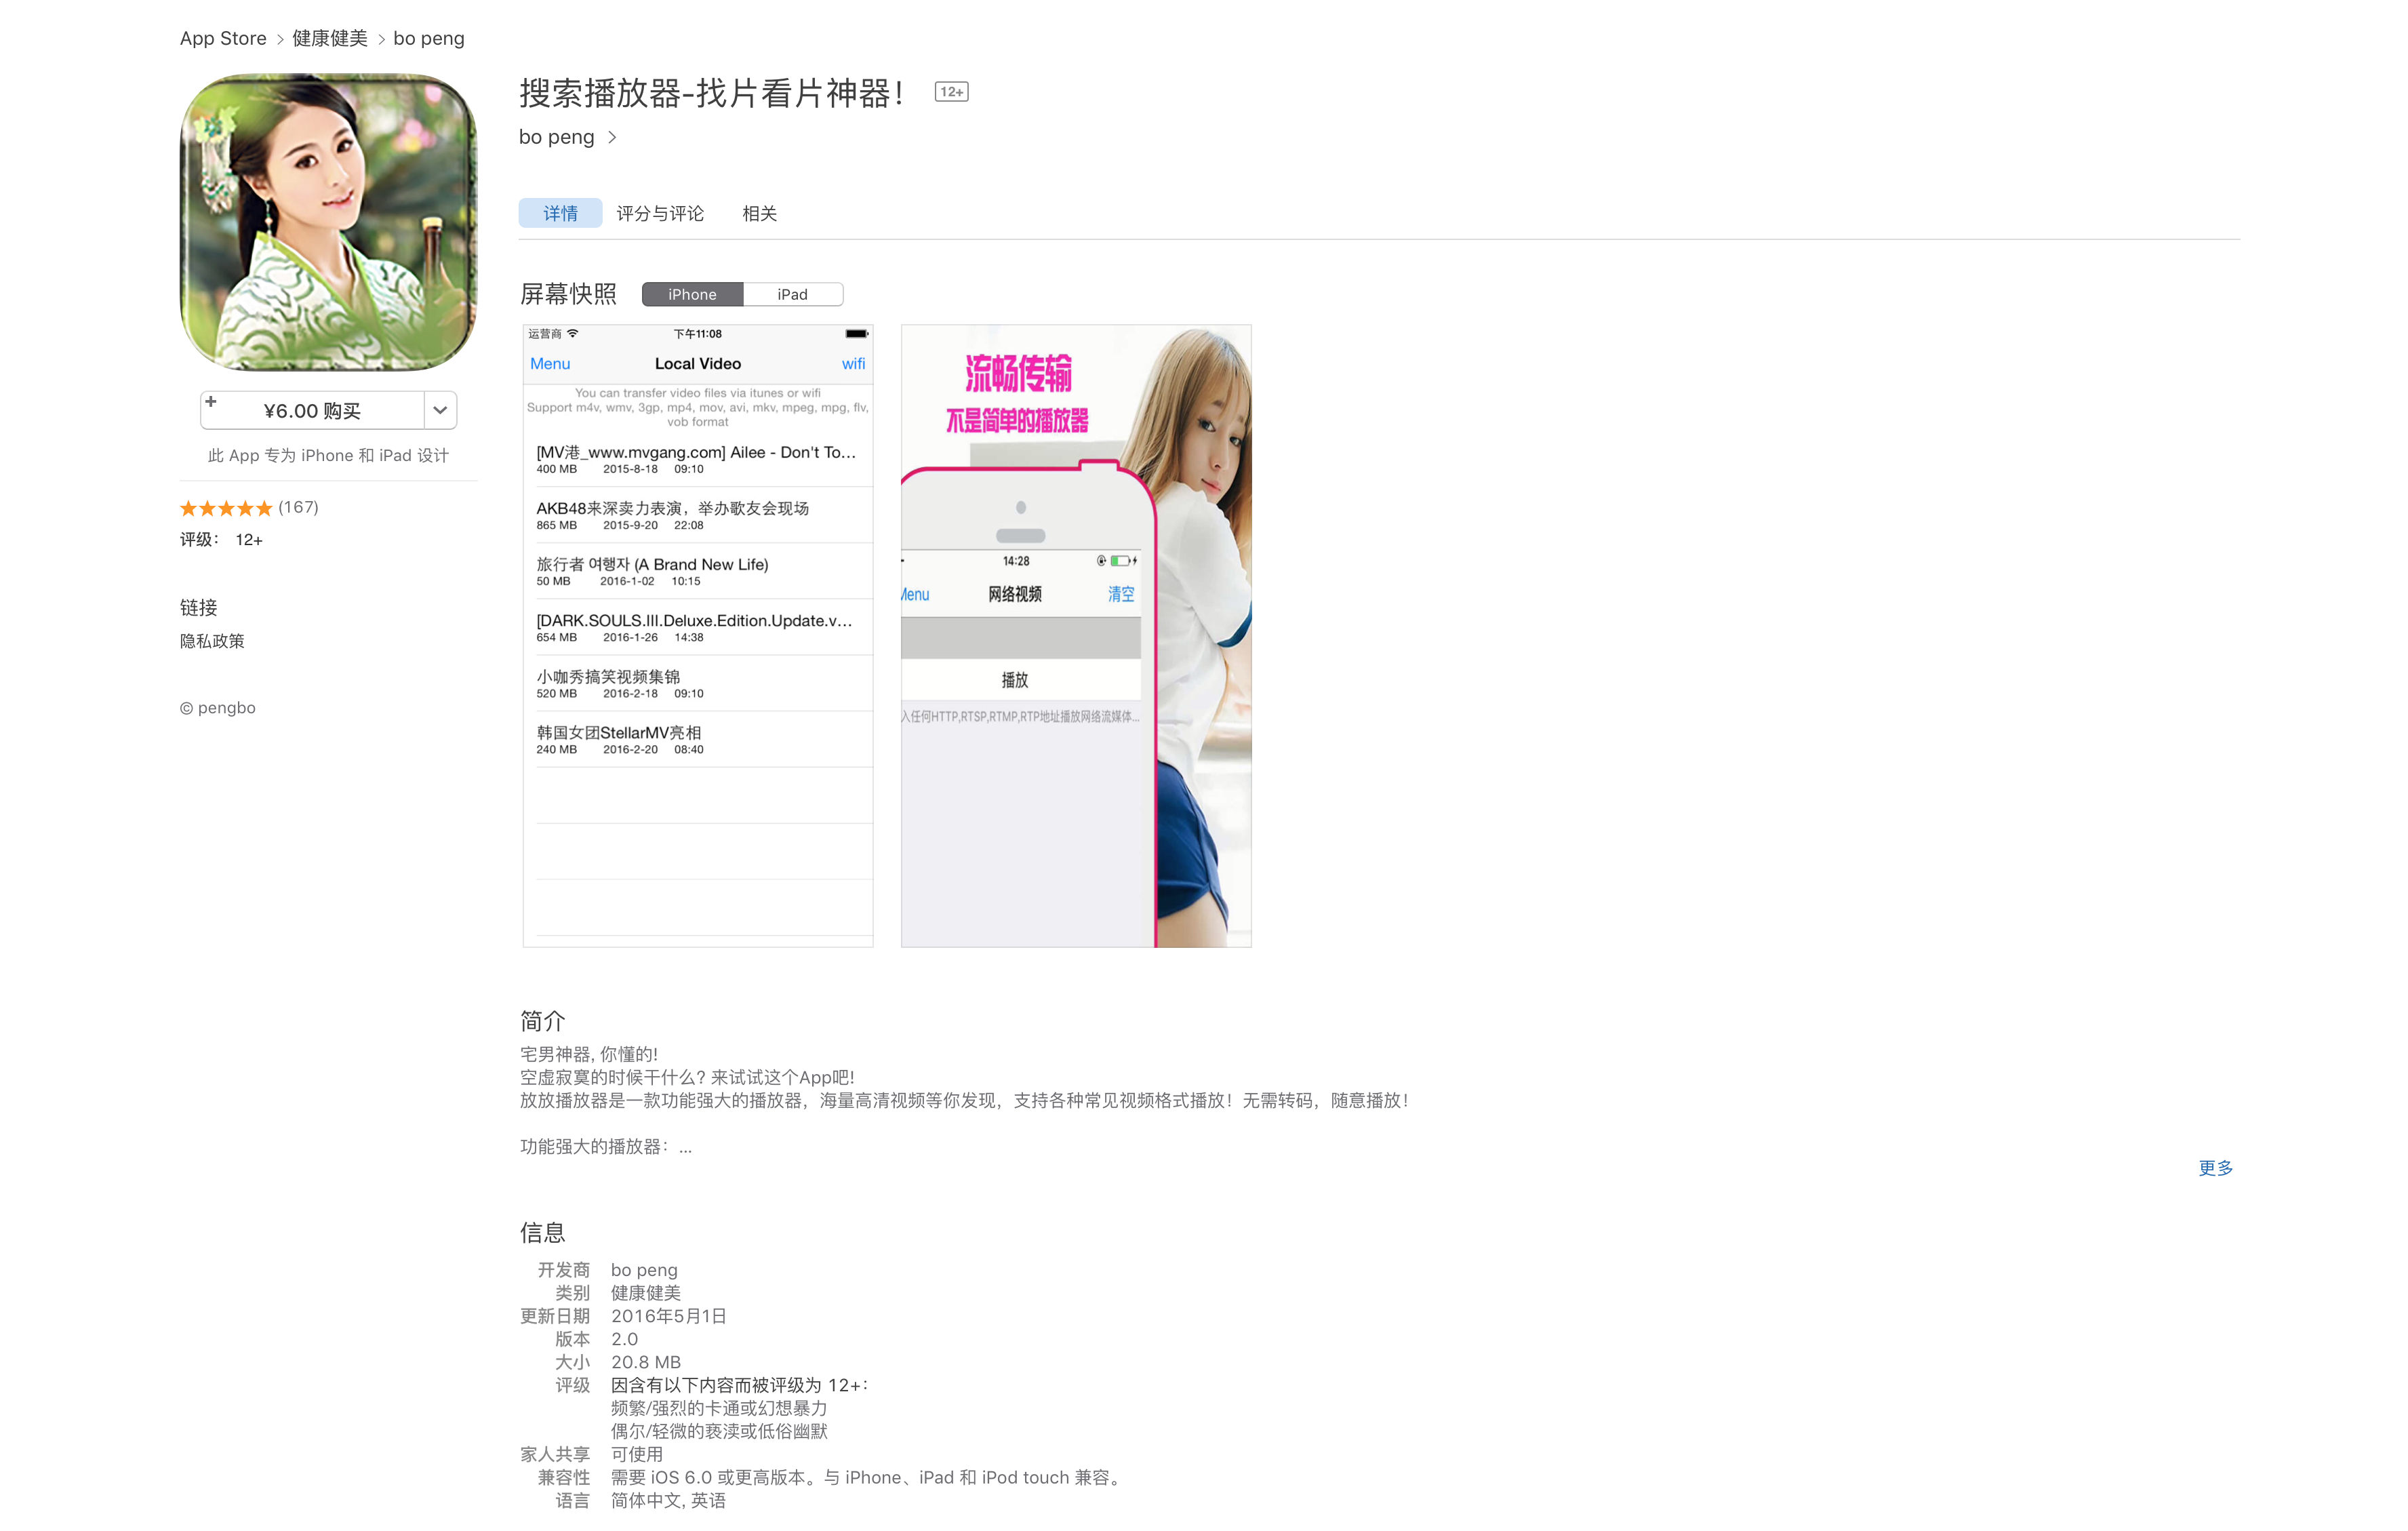 App Store > 健康健美 > bo peng
搜索播放器-找片看片神器！ 12+
bo peng >
详情 评分与评论 相关
¥6.00 购买
此 App 专为 iPhone 和 iPad 设计
(167)
评级： 12+
链接
隐私政策
© pengbo
屏幕快照 iPhone iPad
运营商 下午11:08
Menu Local Video wifi
You can transfer video files via itunes or wifi
Support m4v, wmv, 3gp, mp4, mov, avi, mkv, mpeg, mpg, flv,
vob format
[MV港_www.mvgang.com] Ailee - Don't To...
400 MB 2015-8-18 09:10
AKB48来深卖力表演，举办歌友会现场
865 MB 2015-9-20 22:08
旅行者 여행자 (A Brand New Life)
50 MB 2016-1-02 10:15
[DARK.SOULS.III.Deluxe.Edition.Update.v...
654 MB 2016-1-26 14:38
小咖秀搞笑视频集锦
520 MB 2016-2-18 09:10
韩国女团StellarMV亮相
240 MB 2016-2-20 08:40
流畅传输
不是简单的播放器
14:28
Menu 网络视频 清空
播放
入任何HTTP,RTSP,RTMP,RTP地址播放网络流媒体...
简介
宅男神器, 你懂的!
空虚寂寞的时候干什么? 来试试这个App吧!
放放播放器是一款功能强大的播放器，海量高清视频等你发现，支持各种常见视频格式播放！无需转码，随意播放！
功能强大的播放器：...
更多
信息
开发商 bo peng
类别 健康健美
更新日期 2016年5月1日
版本 2.0
大小 20.8 MB
评级 因含有以下内容而被评级为 12+：
频繁/强烈的卡通或幻想暴力
偶尔/轻微的亵渎或低俗幽默
家人共享 可使用
兼容性 需要 iOS 6.0 或更高版本。与 iPhone、iPad 和 iPod touch 兼容。
语言 简体中文, 英语